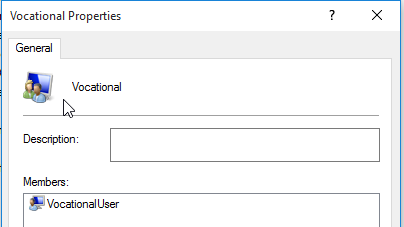 Vocational Properties
?
General
Vocational
Description:
Members:
VocationalUser